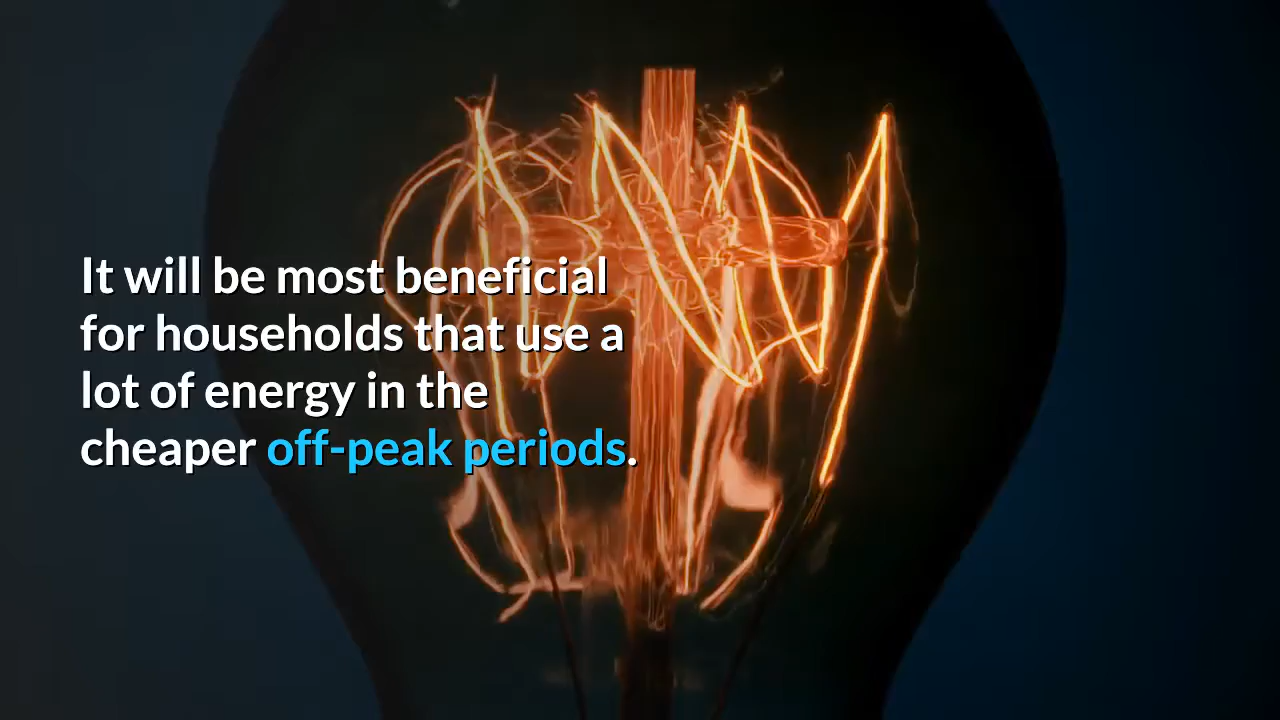 It will be most beneficial
for households that use a
lot of energy in the
cheaper off-peak periods.